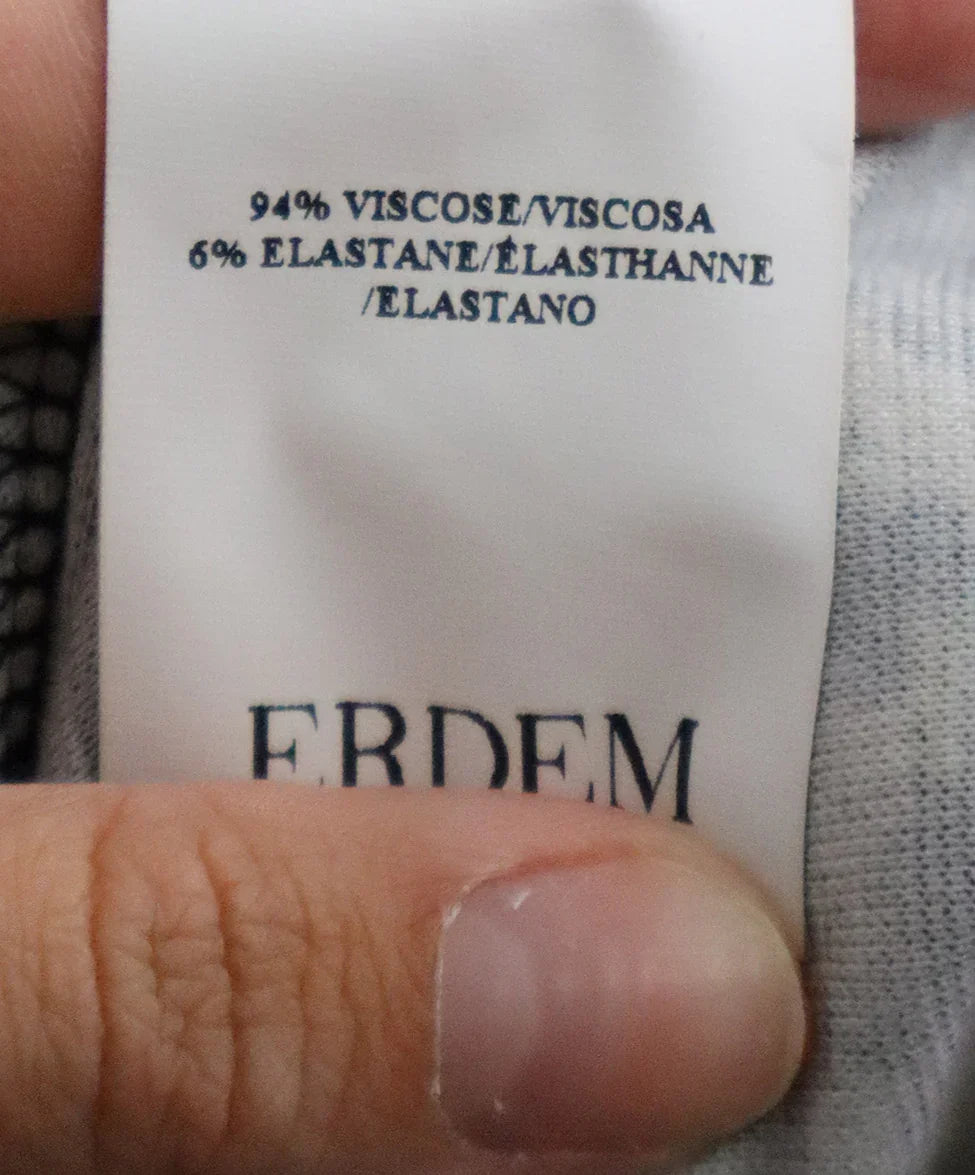 94% VISCOSE/VISCOSA
6% ELASTANE/ÉLASTHANNE
/ELASTANO
ERDEM